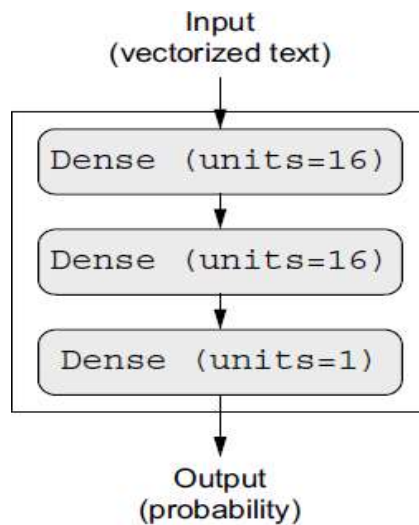 Input
(vectorized text)
Dense (units=16)
Dense (units=16)
Dense (units=1)
Output
(probability)